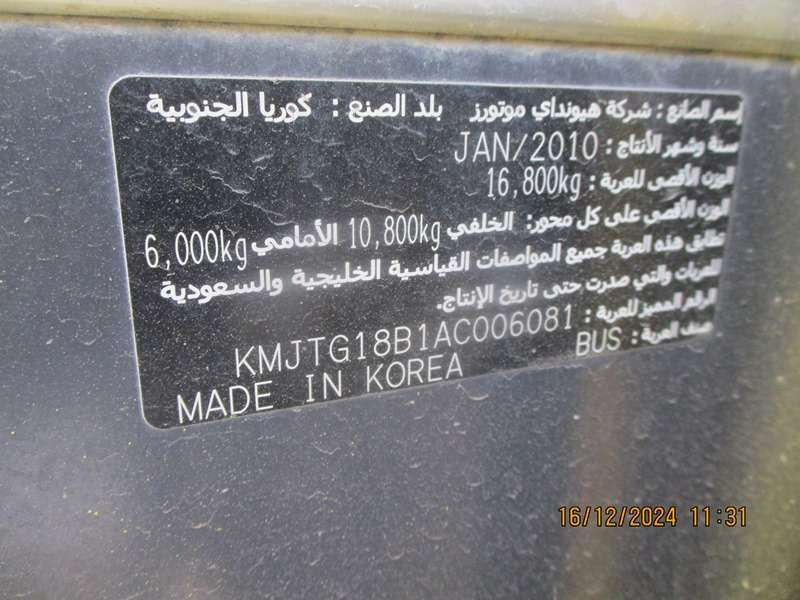 اسم الصانع : شركة هيونداي موتورز بلد الصنع : كوريا الجنوبية
سنة وشهر الأنتاج : JAN/2010
الوزن الأقصى للعربة : 16,800kg
الوزن الأقصى على كل محور: الخلفي 10,800kg الأمامي 6,000kg
تطابق هذه العربة جميع المواصفات القياسية الخليجية والسعودية
للعربات والتي صدرت حتى تاريخ الإنتاج.
الرقم المميز للعربة : KMJTG18B1AC006081
صنف العربة : BUS
MADE IN KOREA
16/12/2024 11:31